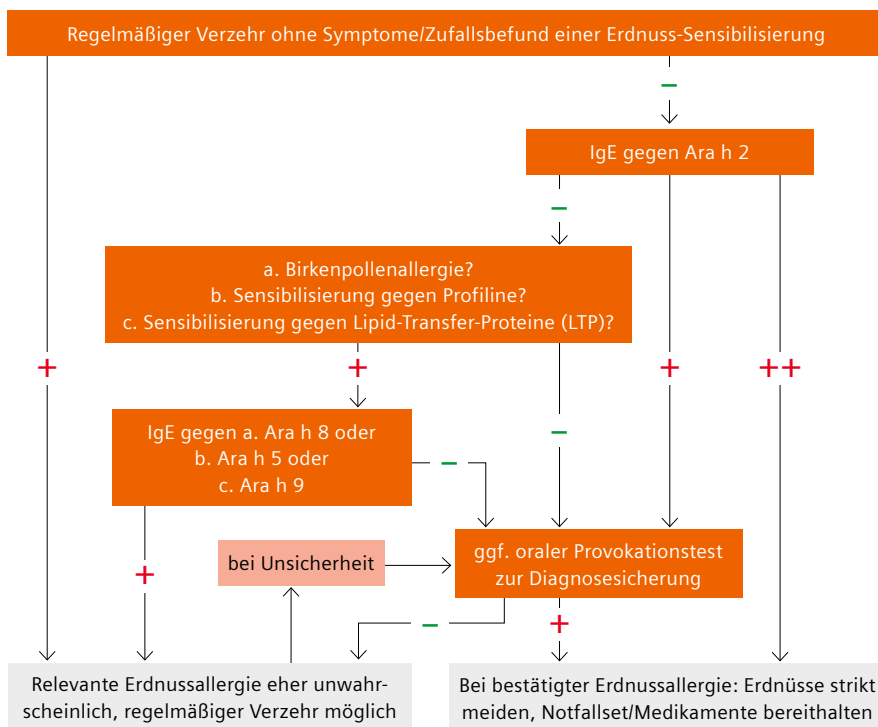 Regelmäßiger Verzehr ohne Symptome/Zufallsbefund einer Erdnuss-Sensibilisierung
−
IgE gegen Ara h 2
−
a. Birkenpollenallergie?
b. Sensibilisierung gegen Profiline?
c. Sensibilisierung gegen Lipid-Transfer-Proteine (LTP)?
+
+
+
++
IgE gegen a. Ara h 8 oder
b. Ara h 5 oder
c. Ara h 9
−
−
bei Unsicherheit
ggf. oraler Provokationstest
zur Diagnosesicherung
+
−
+
Relevante Erdnussallergie eher unwahr-
scheinlich, regelmäßiger Verzehr möglich
Bei bestätigter Erdnussallergie: Erdnüsse strikt
meiden, Notfallset/Medikamente bereithalten